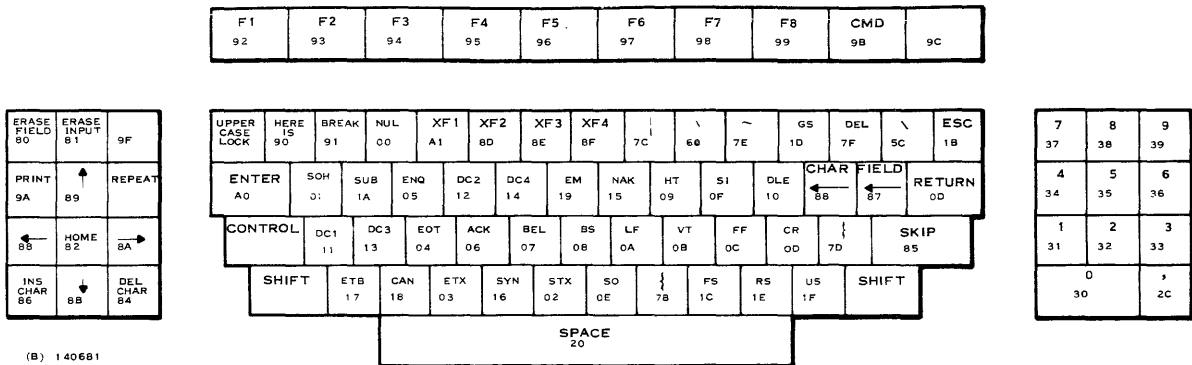 F1 F2 F3 F4 F5 F6 F7 F8 CMD
92 93 94 95 96 97 98 99 9B 9C
ERASE FIELD 80 ERASE INPUT 81 9F
PRINT 9A 89 REPEAT
88 HOME 82 8A
INS CHAR 86 8B DEL CHAR 84
UPPER CASE LOCK HERE IS 90 BREAK 91 NUL 00 XF1 A1 XF2 8D XF3 8E XF4 8F | 7C \ 60 ~ 7E GS 1D DEL 7F \ 5C ESC 1B
ENTER A0 SOH 01 SUB 1A ENQ 05 DC2 12 DC4 14 EM 19 NAK 15 HT 09 SI 0F DLE 10 CHAR 88 FIELD 87 RETURN 0D
CONTROL DC1 11 DC3 13 EOT 04 ACK 06 BEL 07 BS 08 LF 0A VT 0B FF 0C CR 0D } 7D SKIP 85
SHIFT ETB 17 CAN 18 ETX 03 SYN 16 STX 02 SO 0E { 7B FS 1C RS 1E US 1F SHIFT
SPACE
20
7 37 8 38 9 39
4 34 5 35 6 36
1 31 2 32 3 33
0 30 , 2C
(B) 140681